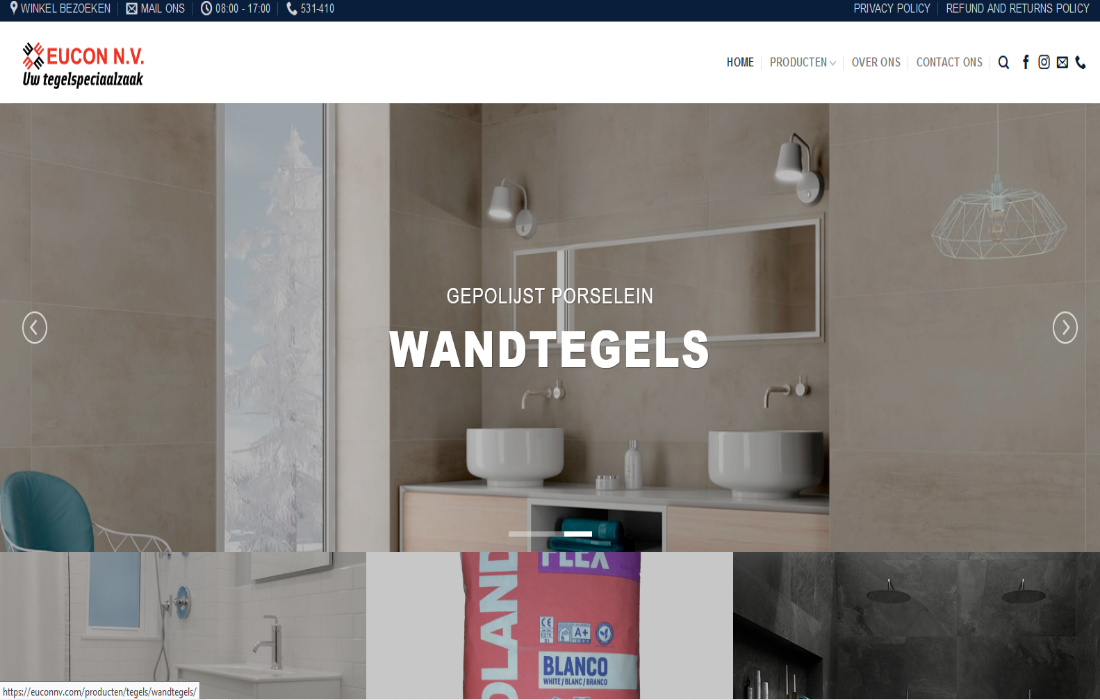 WINKEL BEZOEKEN MAIL ONS 08:00 - 17:00 531-410 PRIVACY POLICY REFUND AND RETURNS POLICY
EUCON N.V.
Uw tegelspeciaalzaak
HOME PRODUCTEN OVER ONS CONTACT ONS
GEPOLIJST PORSELEIN
WANDTEGELS
FLEX
OLAND
CE
A+
BLANCO
WHITE / BLANC / BRANCO
https://euconnv.com/producten/tegels/wandtegels/